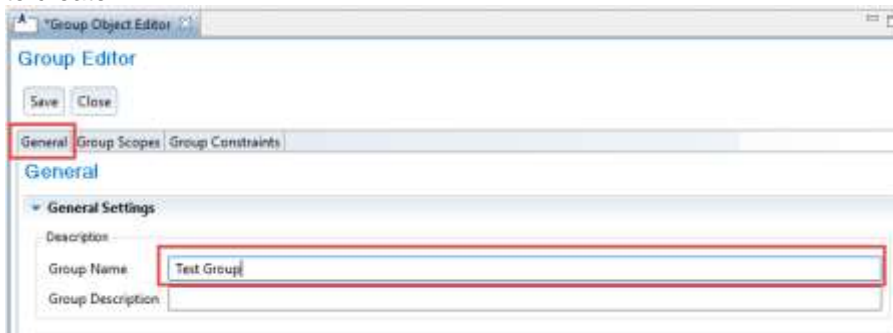 *Group Object Editor
Group Editor
Save Close
General Group Scopes Group Constraints
General
General Settings
Description
Group Name Test Group
Group Description